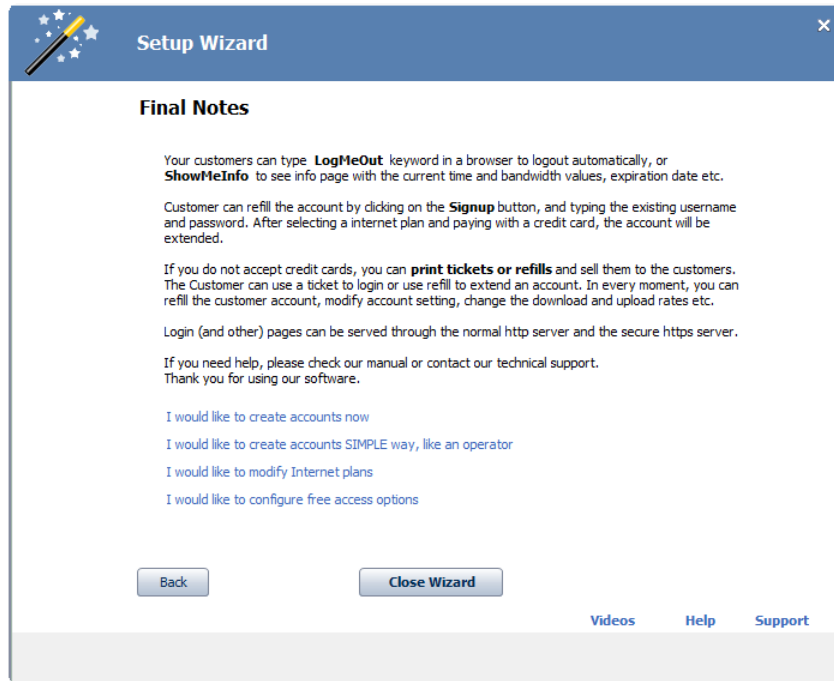 Setup Wizard
Final Notes
Your customers can type LogMeOut keyword in a browser to logout automatically, or
ShowMeInfo to see info page with the current time and bandwidth values, expiration date etc.
Customer can refill the account by clicking on the Signup button, and typing the existing username
and password. After selecting a internet plan and paying with a credit card, the account will be
extended.
If you do not accept credit cards, you can print tickets or refills and sell them to the customers.
The Customer can use a ticket to login or use refill to extend an account. In every moment, you can
refill the customer account, modify account setting, change the download and upload rates etc.
Login (and other) pages can be served through the normal http server and the secure https server.
If you need help, please check our manual or contact our technical support.
Thank you for using our software.
I would like to create accounts now
I would like to create accounts SIMPLE way, like an operator
I would like to modify Internet plans
I would like to configure free access options
Back Close Wizard
Videos Help Support